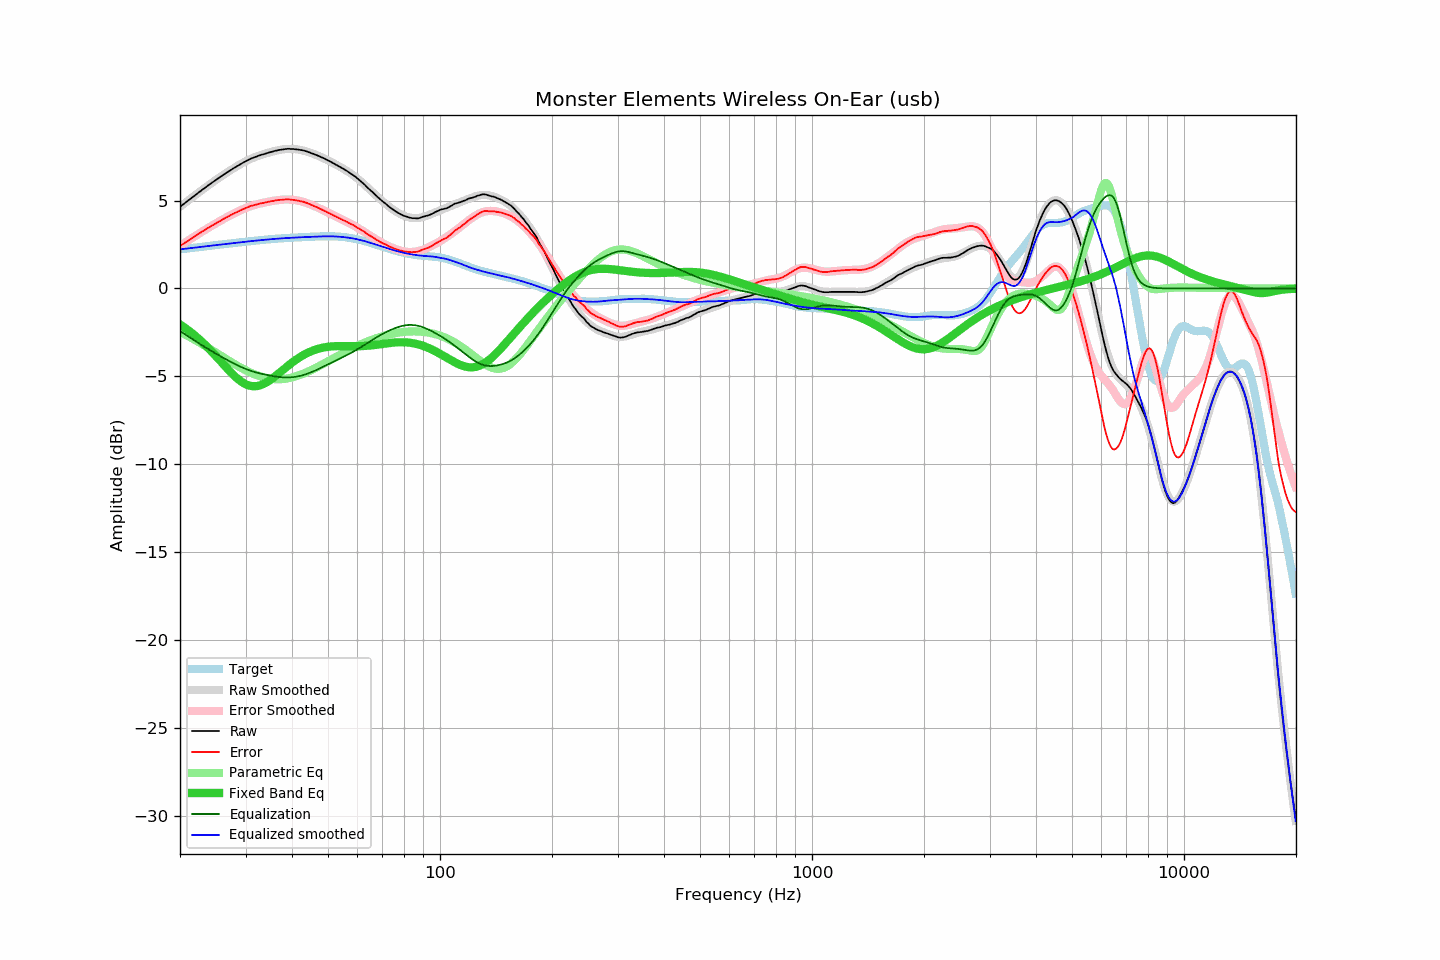 Monster Elements Wireless On-Ear (usb)
5
0
−5
−10
−15
−20
−25
−30
Amplitude (dBr)
Target
Raw Smoothed
Error Smoothed
Raw
Error
Parametric Eq
Fixed Band Eq
Equalization
Equalized smoothed
100
1000
10000
Frequency (Hz)